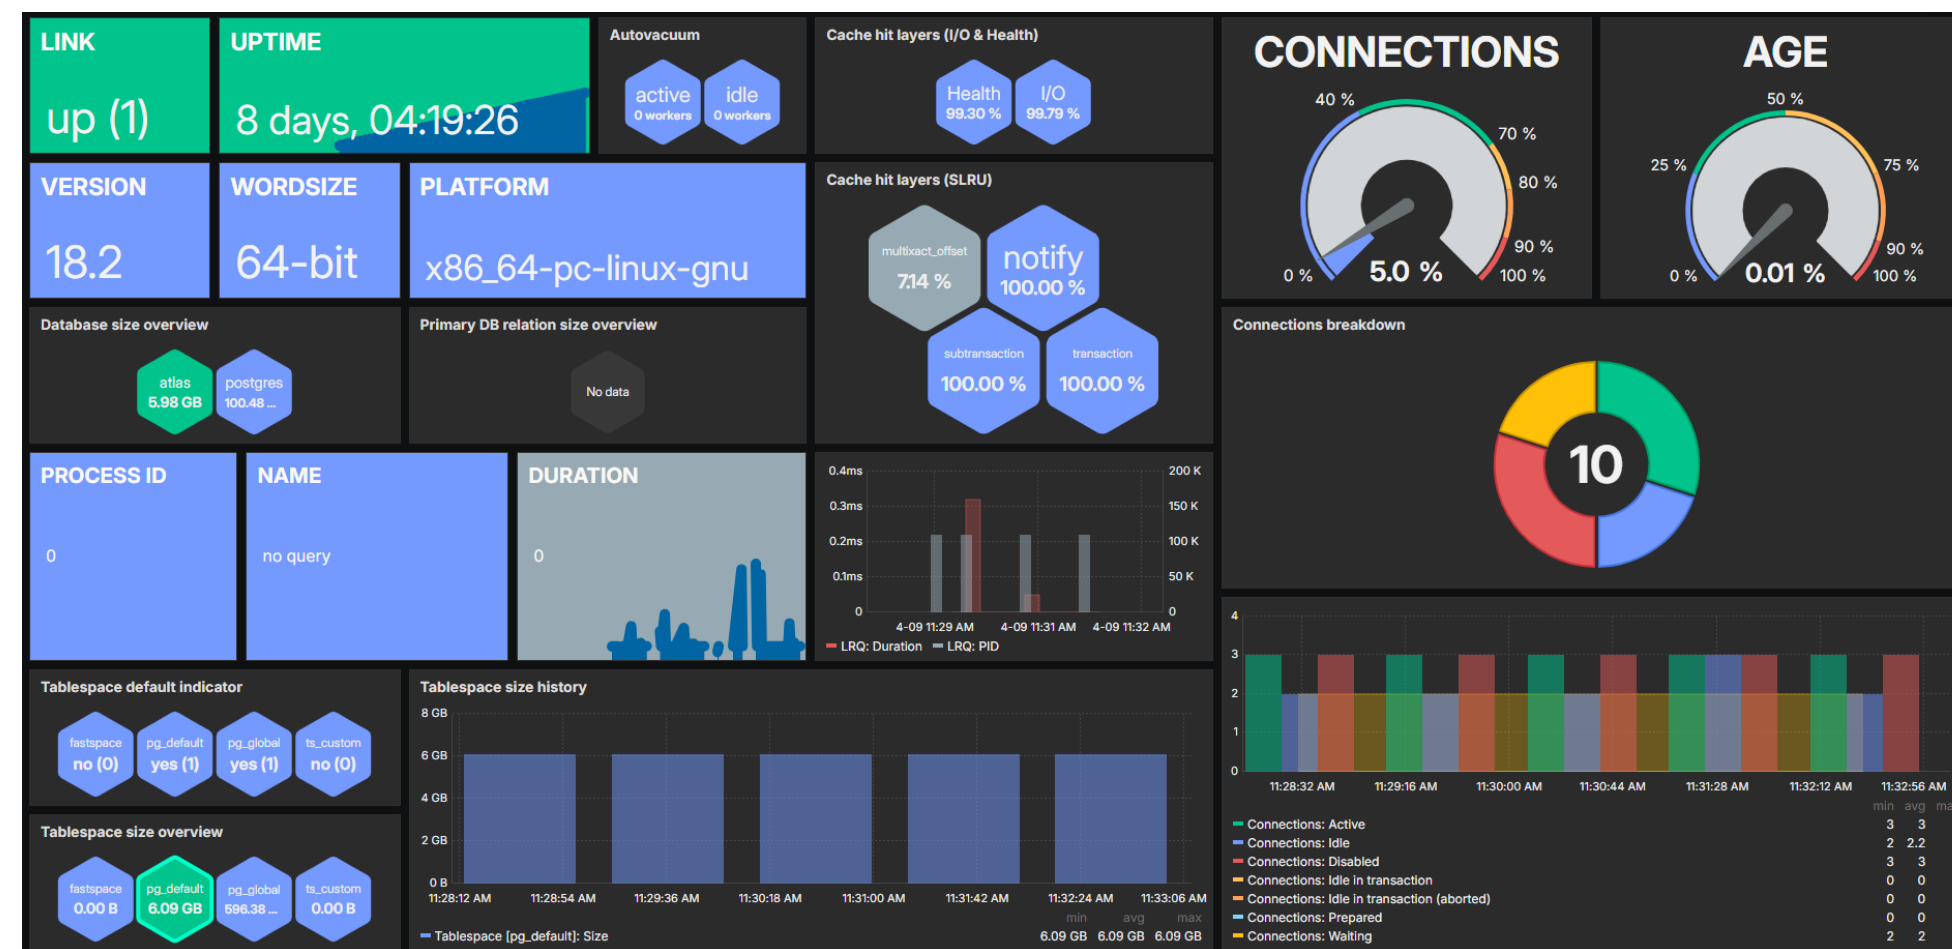 LINK
up (1)
UPTIME
8 days, 04:19:26
Autovacuum
active
0 workers
idle
0 workers
Cache hit layers (I/O & Health)
Health
99.30 %
I/O
99.79 %
CONNECTIONS
0 %
40 %
70 %
80 %
90 %
100 %
5.0 %
AGE
0 %
25 %
50 %
75 %
90 %
100 %
0.01 %
VERSION
18.2
WORDSIZE
64-bit
PLATFORM
x86_64-pc-linux-gnu
Cache hit layers (SLRU)
multixact_offset
7.14 %
notify
100.00 %
subtransaction
100.00 %
transaction
100.00 %
Database size overview
atlas
5.98 GB
postgres
100.48 ...
Primary DB relation size overview
No data
Connections breakdown
10
PROCESS ID
0
NAME
no query
DURATION
0
0.4ms
0.3ms
0.2ms
0.1ms
0
200 K
150 K
100 K
50 K
0
4-09 11:29 AM 4-09 11:31 AM 4-09 11:32 AM
LRQ: Duration LRQ: PID
Tablespace default indicator
fastspace
no (0)
pg_default
yes (1)
pg_global
yes (1)
ts_custom
no (0)
Tablespace size overview
fastspace
0.00 B
pg_default
6.09 GB
pg_global
596.38 ...
ts_custom
0.00 B
Tablespace size history
8 GB
6 GB
4 GB
2 GB
0 B
11:28:12 AM 11:28:54 AM 11:29:36 AM 11:30:18 AM 11:31:00 AM 11:31:42 AM 11:32:24 AM 11:33:06 AM
min avg max
Tablespace [pg_default]: Size 6.09 GB 6.09 GB 6.09 GB
4
3
2
1
0
11:28:32 AM 11:29:16 AM 11:30:00 AM 11:30:44 AM 11:31:28 AM 11:32:12 AM 11:32:56 AM
min avg
Connections: Active 3 3
Connections: Idle 2 2.2
Connections: Disabled 3 3
Connections: Idle in transaction 0 0
Connections: Idle in transaction (aborted) 0 0
Connections: Prepared 0 0
Connections: Waiting 2 2